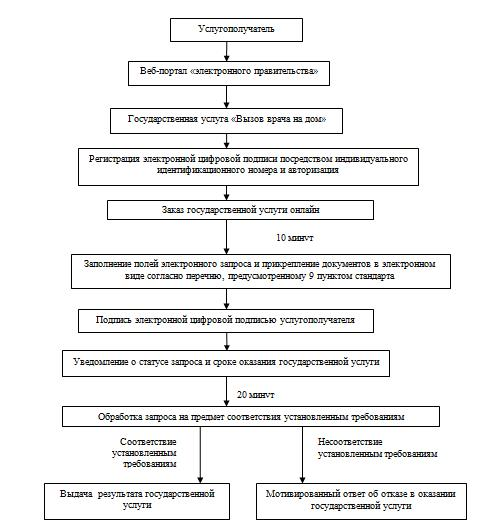 Услугополучатель
Веб-портал «электронного правительства»
Государственная услуга «Вызов врача на дом»
Регистрация электронной цифровой подписи посредством индивидуального
идентификационного номера и авторизация
Заказ государственной услуги онлайн
10 минут
Заполнение полей электронного запроса и прикрепление документов в электронном
виде согласно перечню, предусмотренному 9 пунктом стандарта
Подпись электронной цифровой подписью услугополучателя
Уведомление о статусе запроса и сроке оказания государственной услуги
20 минут
Обработка запроса на предмет соответствия установленным требованиям
Соответствие
установленным
требованиям
Несоответствие
установленным требованиям
Выдача результата государственной
услуги
Мотивированный ответ об отказе в оказании
государственной услуги